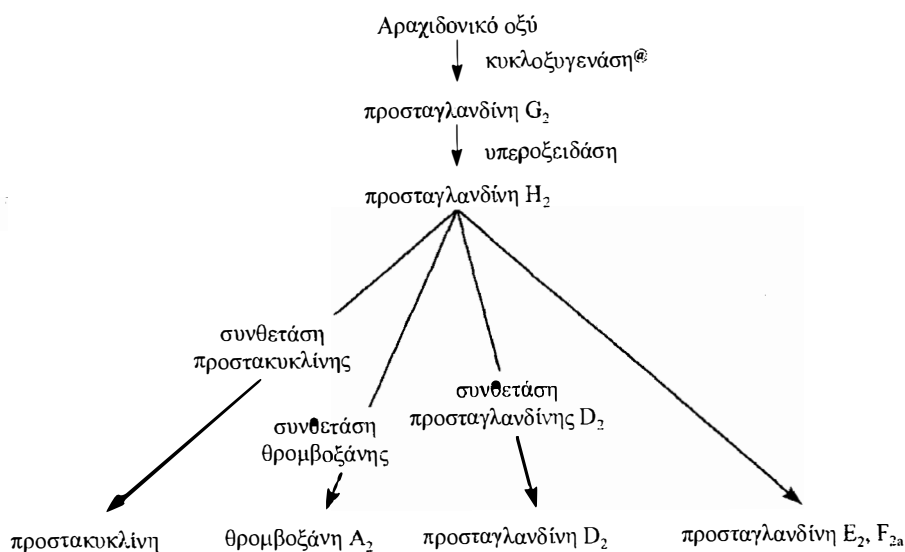 Αραχιδονικό οξύ
κυκλοξυγενάση@
προσταγλανδίνη G₂
υπεροξειδάση
προσταγλανδίνη H₂
συνθετάση
προστακυκλίνης
συνθετάση
προσταγλανδίνης D₂
συνθετάση
θρομβοξάνης
προστακυκλίνη
θρομβοξάνη A₂
προσταγλανδίνη D₂
προσταγλανδίνη E₂, F₂a